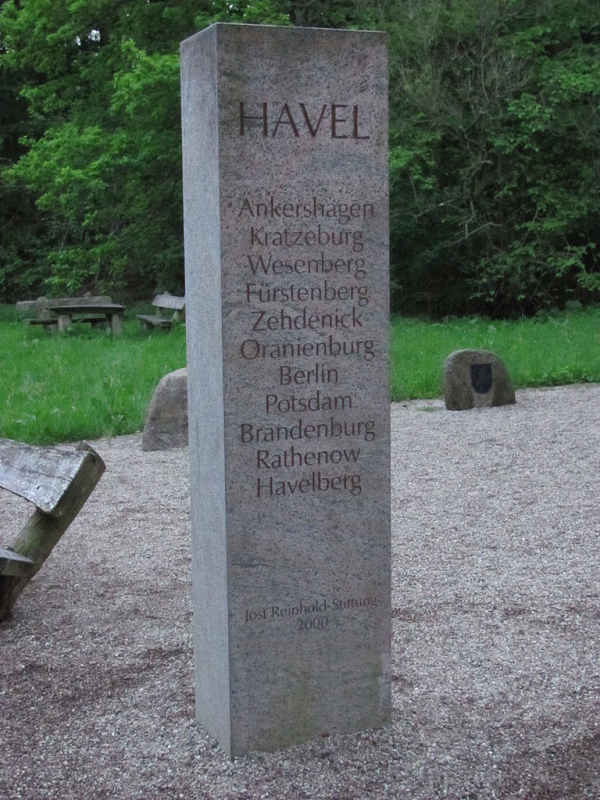 HAVEL
Ankershagen
Kratzeburg
Wesenberg
Fürstenberg
Zehdenick
Oranienburg
Berlin
Potsdam
Brandenburg
Rathenow
Havelberg
Jost Reinhold-Stiftung
2000